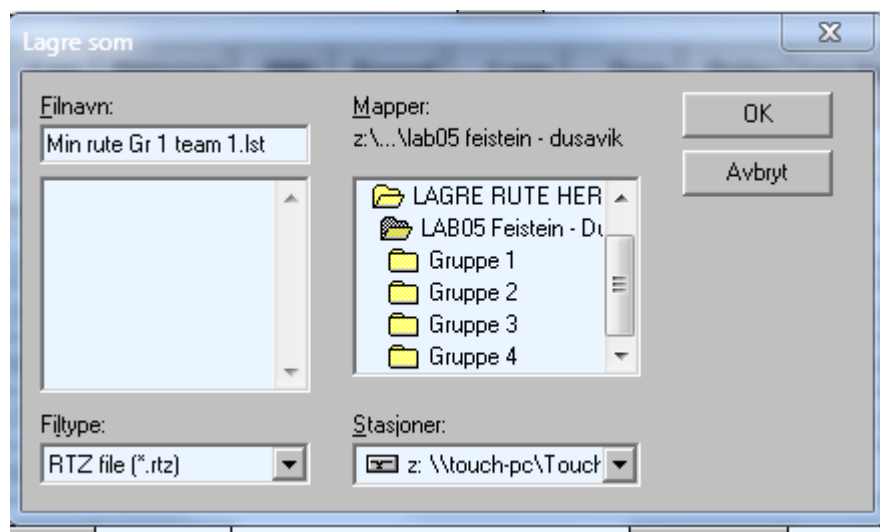 Lagre som
Filnavn:
Min rute Gr 1 team 1.lst
Mapper:
z:\...\lab05 feistein - dusavik
LAGRE RUTE HER
LAB05 Feistein - Du
Gruppe 1
Gruppe 2
Gruppe 3
Gruppe 4
OK
Avbryt
Filtype:
RTZ file (*.rtz)
Stasjoner:
z: \\touch-pc\Touch